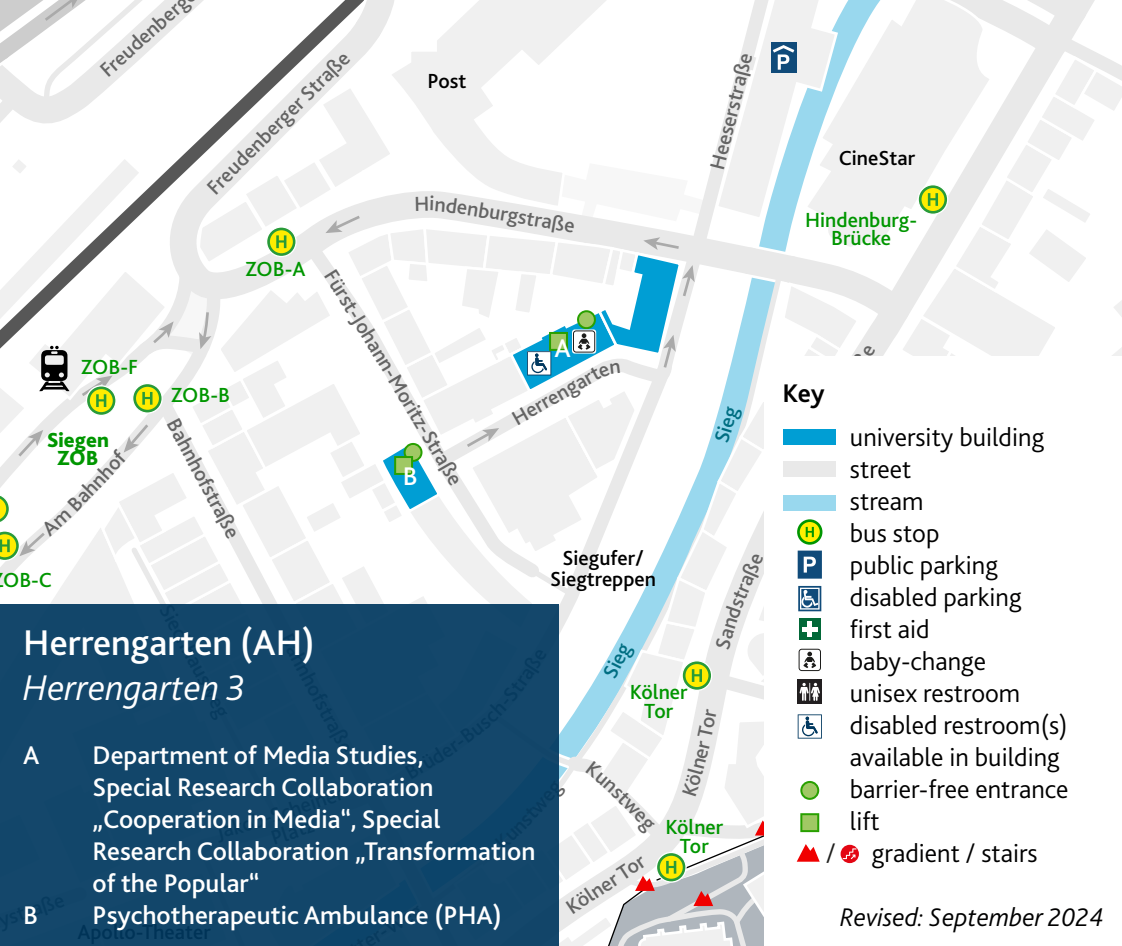 Freudenberge
Freudenberger Straße
Post
Heeserstraße
P
CineStar
Hindenburgstraße
H
Hindenburg-
Brücke
H
ZOB-A
Fürst-Johann-Moritz-Straße
A
Herrengarten
ZOB-F
H
H
ZOB-B
Siegen
ZOB
Am Bahnhof
Bahnhofstraße
B
Sieg
H
ZOB-C
Siegufer/
Siegtreppen
Sandstraße
Sieg
H
Kölner
Tor
Kölner Tor
Kunstweg
Kölner
Tor
H
Kölner Tor
Key
university building
street
stream
H
bus stop
P
public parking
disabled parking
first aid
baby-change
unisex restroom
disabled restroom(s)
available in building
barrier-free entrance
lift
/
gradient / stairs
Revised: September 2024
Herrengarten (AH)
Herrengarten 3
A Department of Media Studies,
Special Research Collaboration
„Cooperation in Media“, Special
Research Collaboration „Transformation
of the Popular“
B Psychotherapeutic Ambulance (PHA)
Apollo-Theater